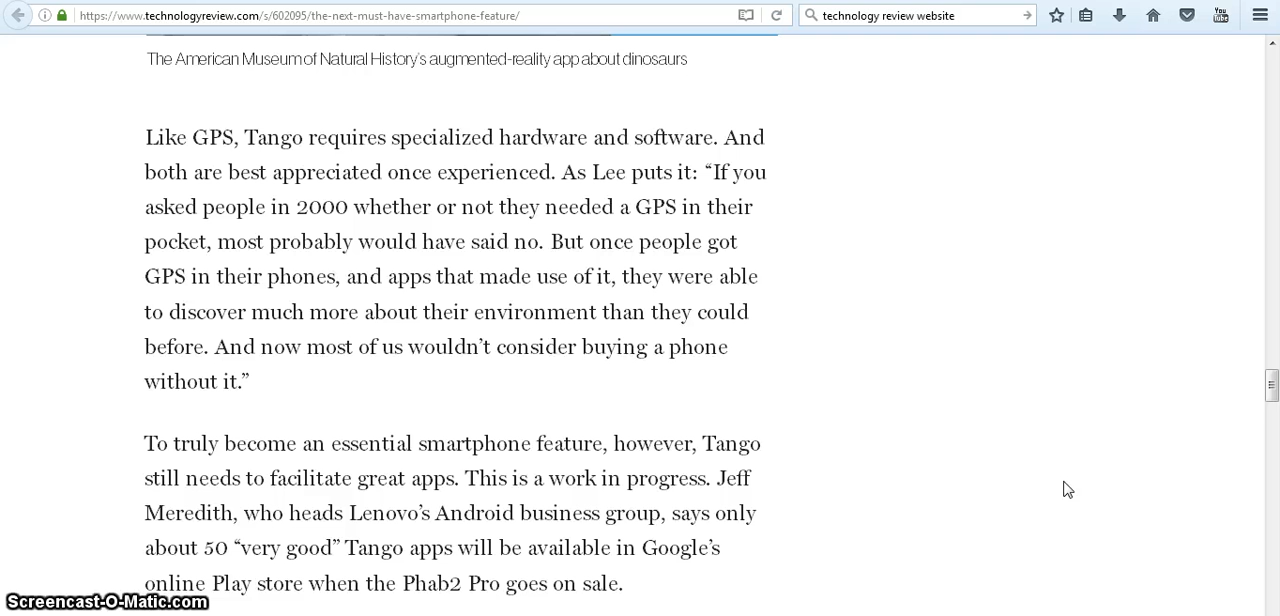 https://www.technologyreview.com/s/602095/the-next-must-have-smartphone-feature/
technology review website
You Tube
The American Museum of Natural History's augmented-reality app about dinosaurs
Like GPS, Tango requires specialized hardware and software. And
both are best appreciated once experienced. As Lee puts it: “If you
asked people in 2000 whether or not they needed a GPS in their
pocket, most probably would have said no. But once people got
GPS in their phones, and apps that made use of it, they were able
to discover much more about their environment than they could
before. And now most of us wouldn’t consider buying a phone
without it.”
To truly become an essential smartphone feature, however, Tango
still needs to facilitate great apps. This is a work in progress. Jeff
Meredith, who heads Lenovo’s Android business group, says only
about 50 “very good” Tango apps will be available in Google’s
online Play store when the Phab2 Pro goes on sale.
Screencast-O-Matic.com